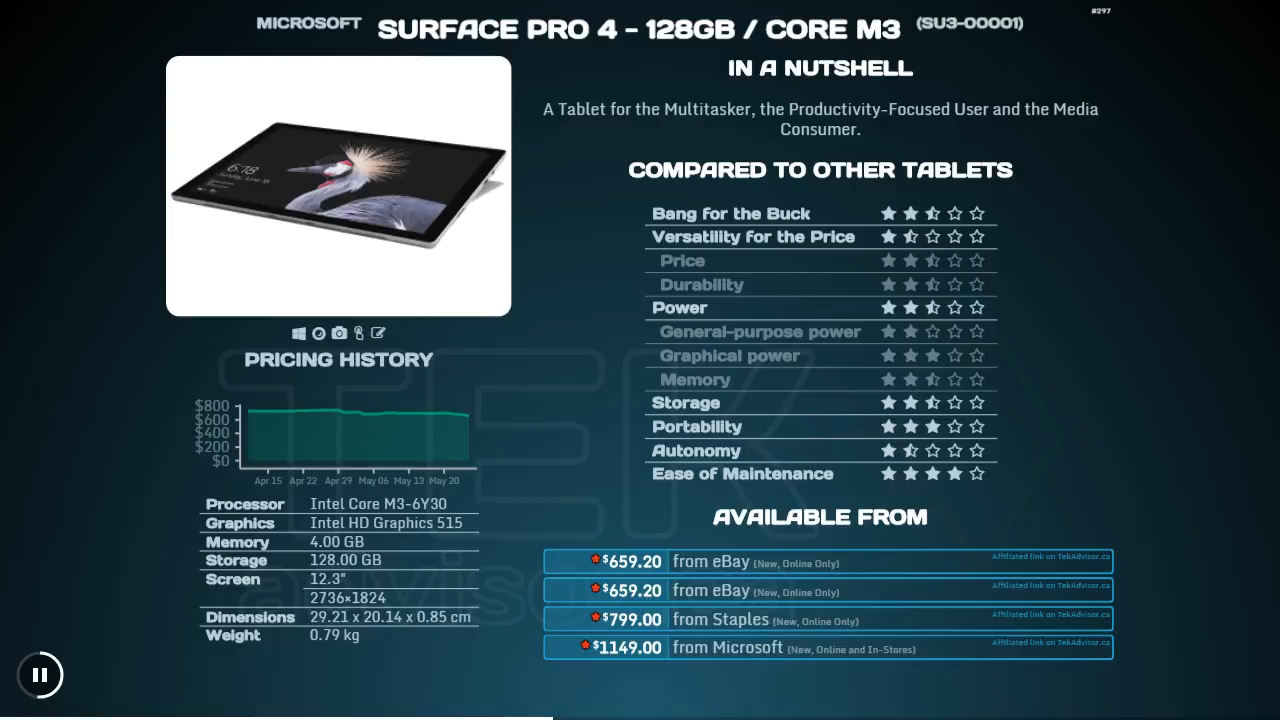 #297
MICROSOFT SURFACE PRO 4 - 128GB / CORE M3 (SU3-00001)
6:18
Sunday, June 18
PRICING HISTORY
$800
$600
$400
$200
$0
Apr 15 Apr 22 Apr 29 May 06 May 13 May 20
Processor Intel Core M3-6Y30
Graphics Intel HD Graphics 515
Memory 4.00 GB
Storage 128.00 GB
Screen 12.3"
2736×1824
Dimensions 29.21 x 20.14 x 0.85 cm
Weight 0.79 kg
IN A NUTSHELL
A Tablet for the Multitasker, the Productivity-Focused User and the Media
Consumer.
COMPARED TO OTHER TABLETS
Bang for the Buck
Versatility for the Price
Price
Durability
Power
General-purpose power
Graphical power
Memory
Storage
Portability
Autonomy
Ease of Maintenance
AVAILABLE FROM
$659.20 from eBay (New, Online Only) Affiliated link on TekAdvisor.ca
$659.20 from eBay (New, Online Only) Affiliated link on TekAdvisor.ca
$799.00 from Staples (New, Online Only) Affiliated link on TekAdvisor.ca
$1149.00 from Microsoft (New, Online and In-Stores) Affiliated link on TekAdvisor.ca
TEK
advisor